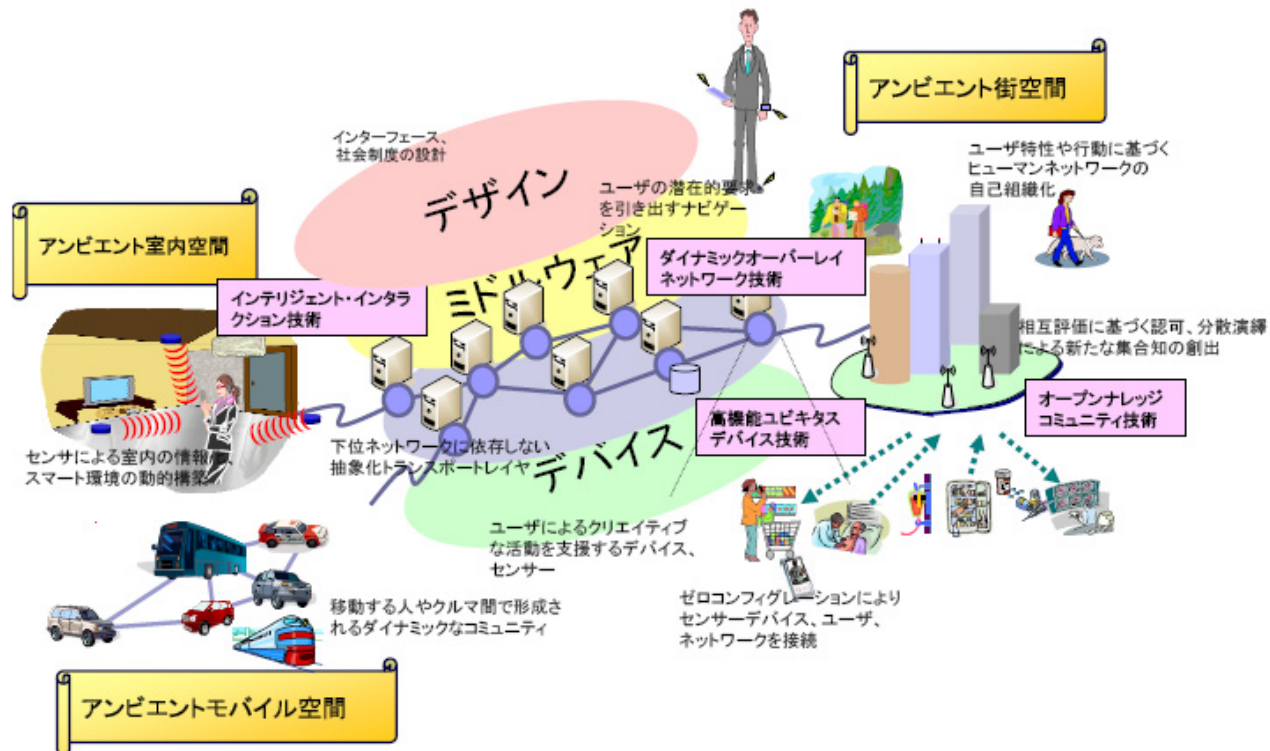 アンビエント街空間
インターフェース、
社会制度の設計
デザイン
ユーザ特性や行動に基づく
ヒューマンネットワークの
自己組織化
ユーザの潜在的要求
を引き出すナビゲー
ション
アンビエント室内空間
ミドルウェア
ダイナミックオーバーレイ
ネットワーク技術
インテリジェント・インタラ
クション技術
相互評価に基づく認可、分散演繹
による新たな集合知の創出
オープンナレッジ
コミュニティ技術
高機能ユビキタス
デバイス技術
下位ネットワークに依存しない
抽象化トランスポートレイヤ
デバイス
センサによる室内の情報
スマート環境の動的構築
ユーザによるクリエイティブ
な活動を支援するデバイス、
センサー
移動する人やクルマ間で形成さ
れるダイナミックなコミュニティ
ゼロコンフィグレーションにより
センサーデバイス、ユーザ、
ネットワークを接続
アンビエントモバイル空間